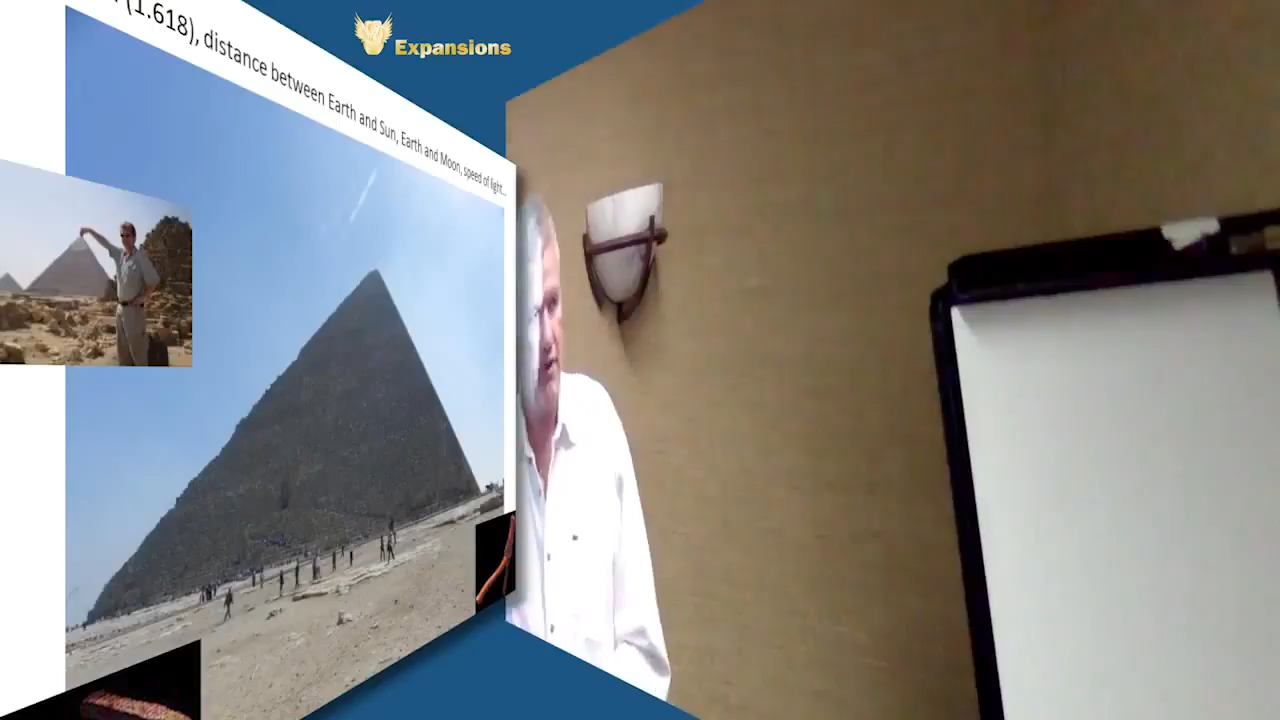 (1.618), distance between Earth and Sun, Earth and Moon, speed of light...
Expansions